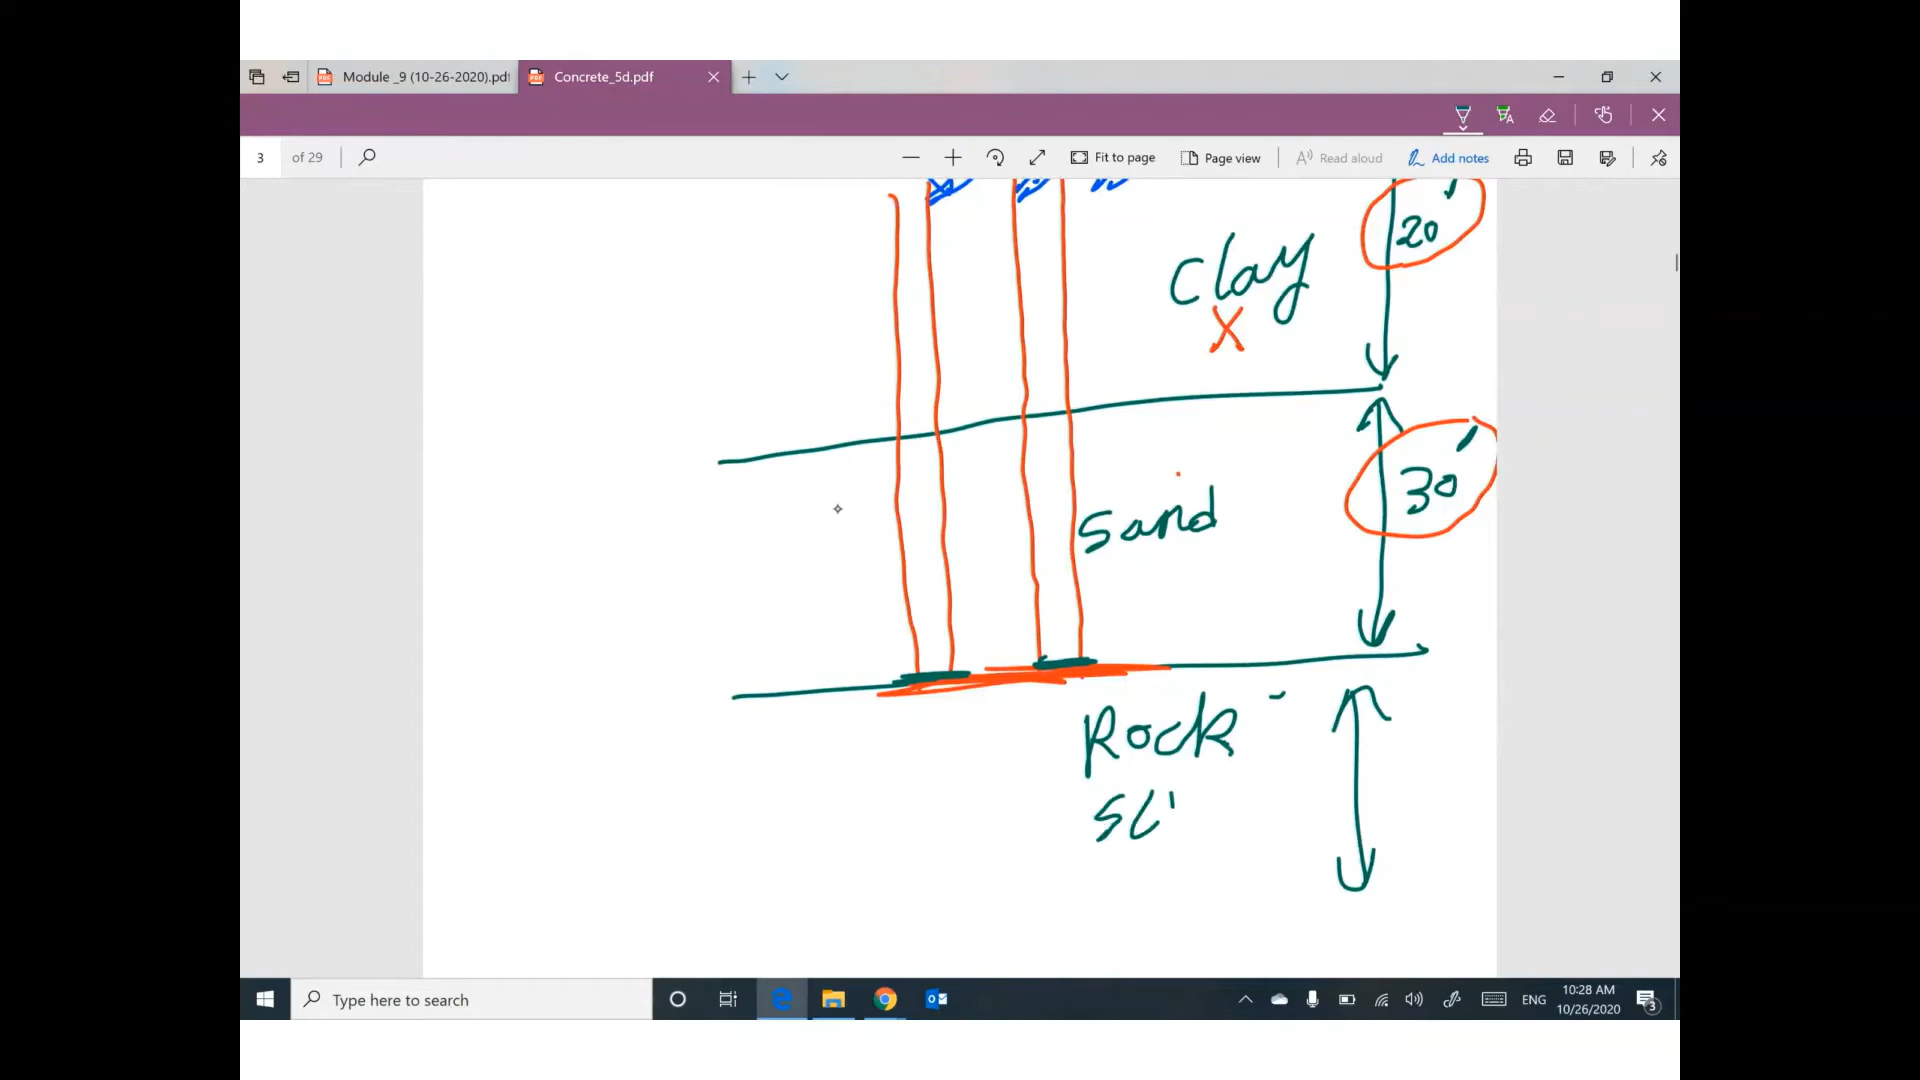 Module _9 (10-26-2020).pdf
Concrete_5d.pdf
3 of 29
Fit to page
Page view
Read aloud
Add notes
20'
Clay
X
30'
Sand
Rock
Type here to search
ENG
10:28 AM
10/26/2020
3